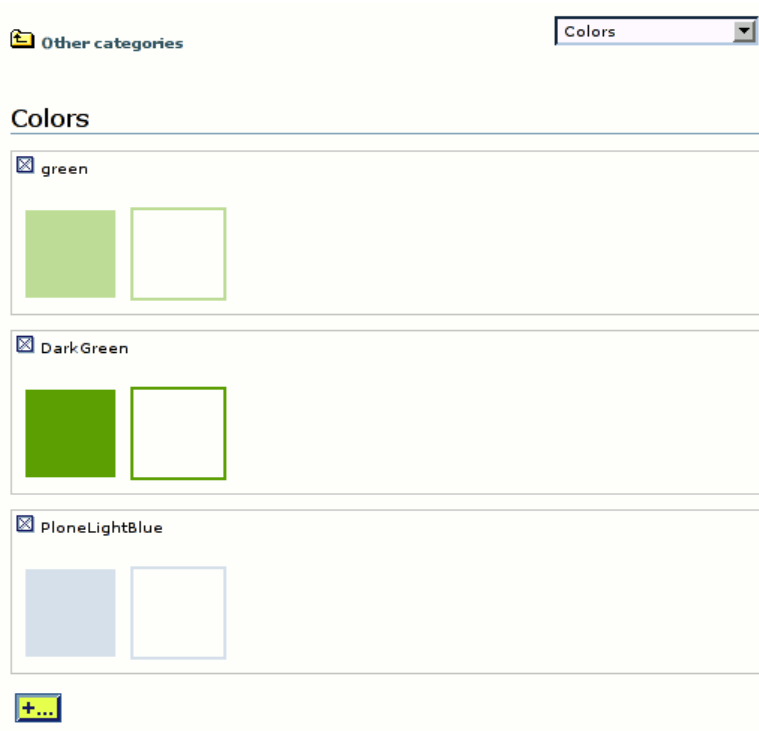 Other categories
Colors
Colors
green
DarkGreen
PloneLightBlue
+...